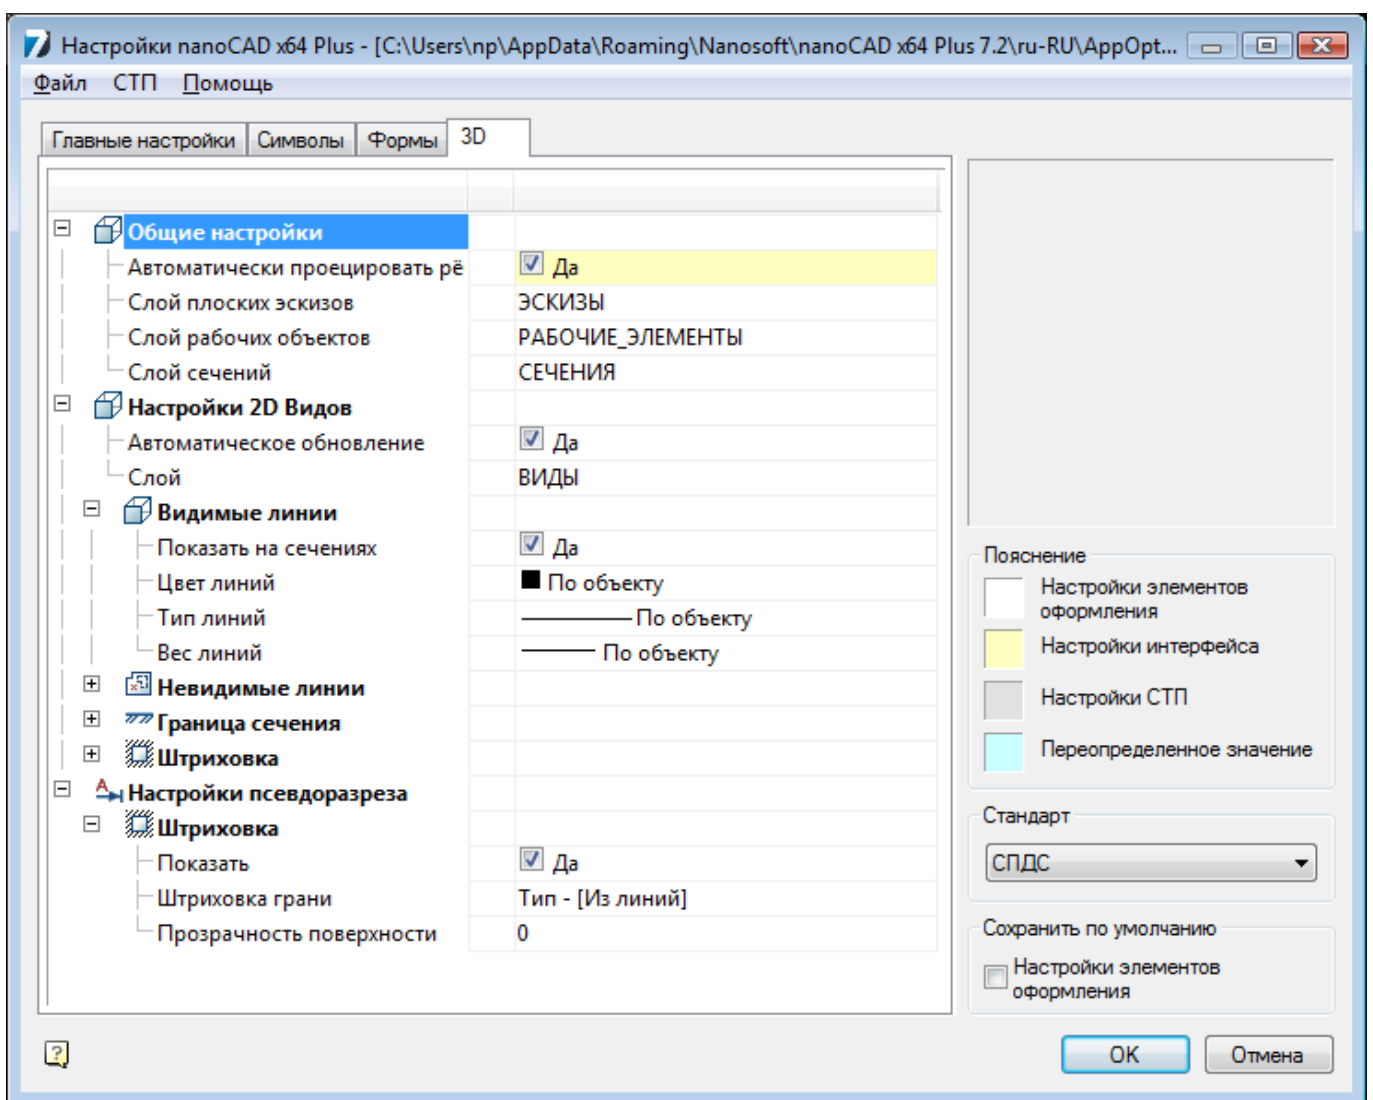 Настройки nanoCAD x64 Plus - [C:\Users\np\AppData\Roaming\Nanosoft\nanoCAD x64 Plus 7.2\ru-RU\AppOpt...
Файл СТП Помощь
Главные настройки Символы Формы 3D
Общие настройки
Автоматически проецировать рё Да
Слой плоских эскизов ЭСКИЗЫ
Слой рабочих объектов РАБОЧИЕ_ЭЛЕМЕНТЫ
Слой сечений СЕЧЕНИЯ
Настройки 2D Видов
Автоматическое обновление Да
Слой ВИДЫ
Видимые линии
Показать на сечениях Да
Цвет линий По объекту
Тип линий По объекту
Вес линий По объекту
Невидимые линии
Граница сечения
Штриховка
Настройки псевдоразреза
Штриховка
Показать Да
Штриховка грани Тип - [Из линий]
Прозрачность поверхности 0
Пояснение
Настройки элементов
оформления
Настройки интерфейса
Настройки СТП
Переопределенное значение
Стандарт
СПДС
Сохранить по умолчанию
Настройки элементов
оформления
?
OK Отмена